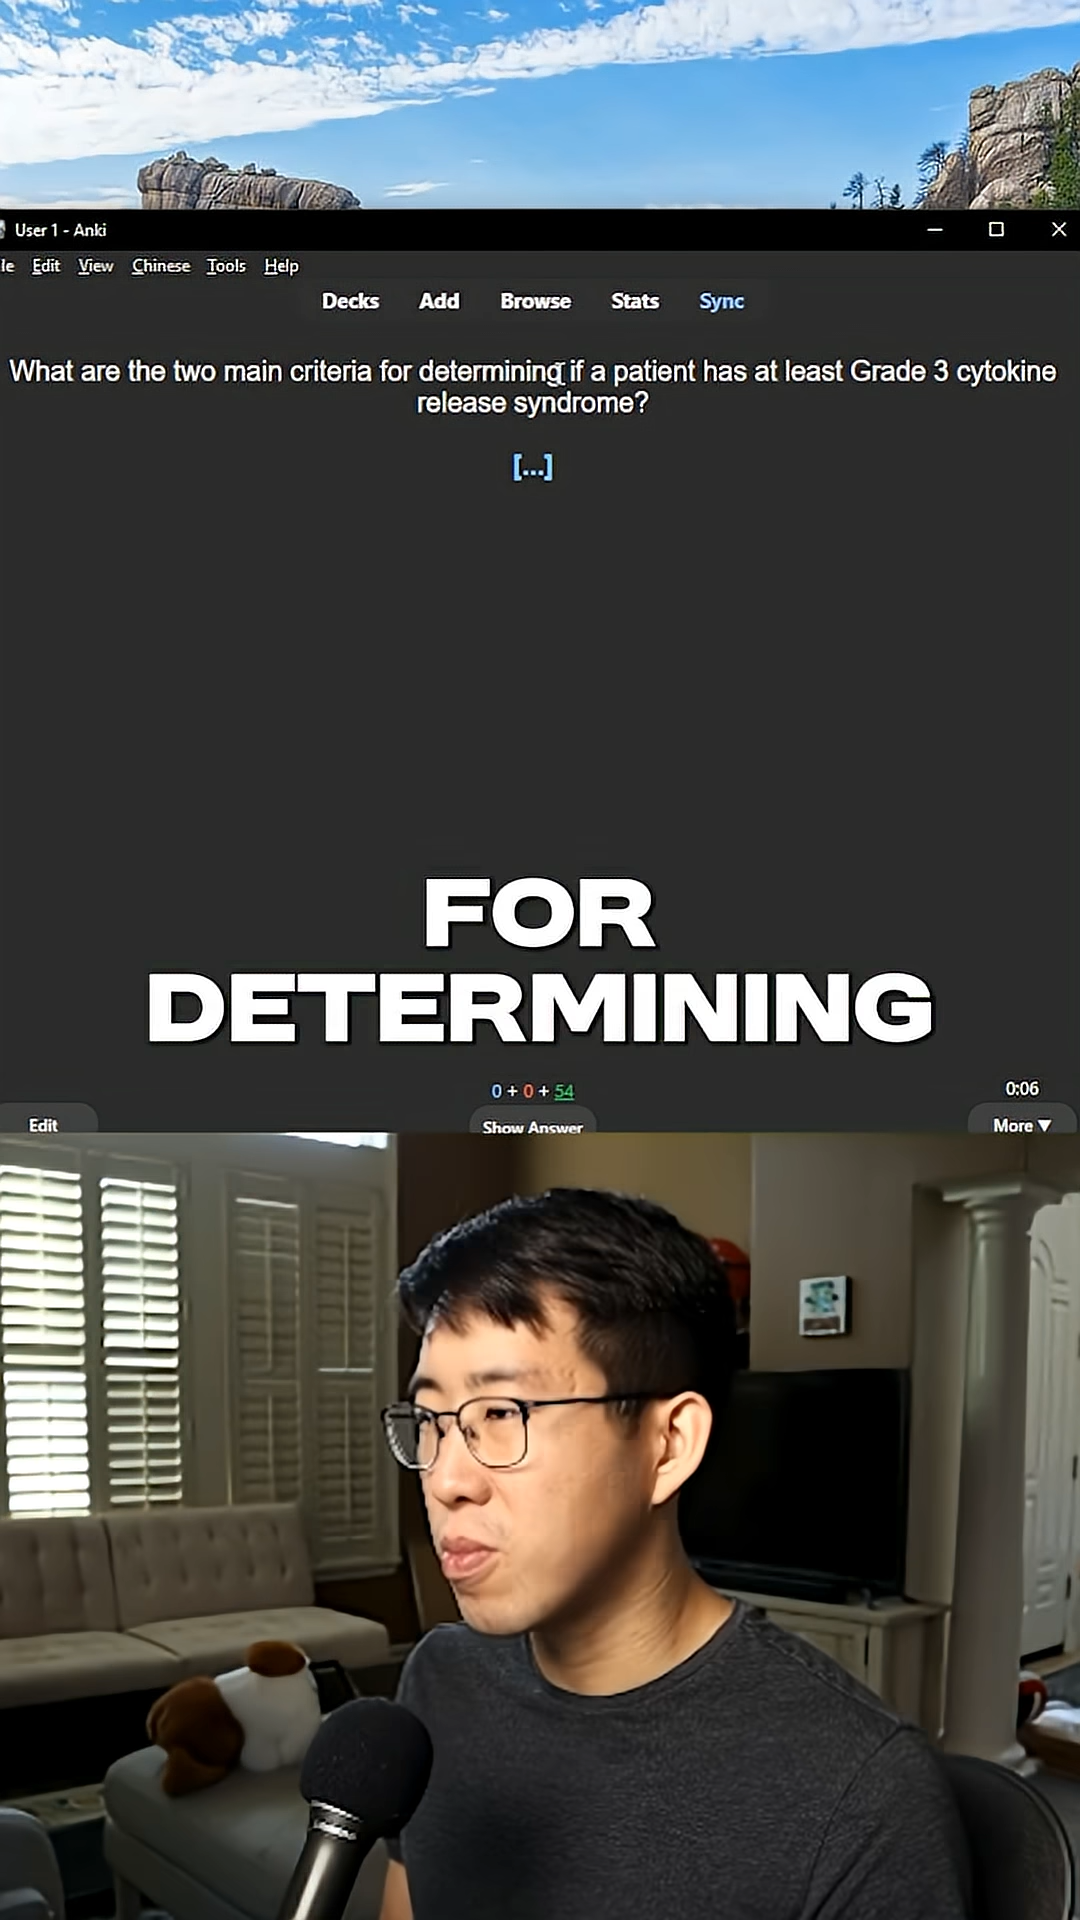 User 1 - Anki
le Edit View Chinese Tools Help
Decks Add Browse Stats Sync
What are the two main criteria for determining if a patient has at least Grade 3 cytokine
release syndrome?
[...]
FOR
DETERMINING
0 + 0 + 54
0:06
Edit
Show Answer
More ▼